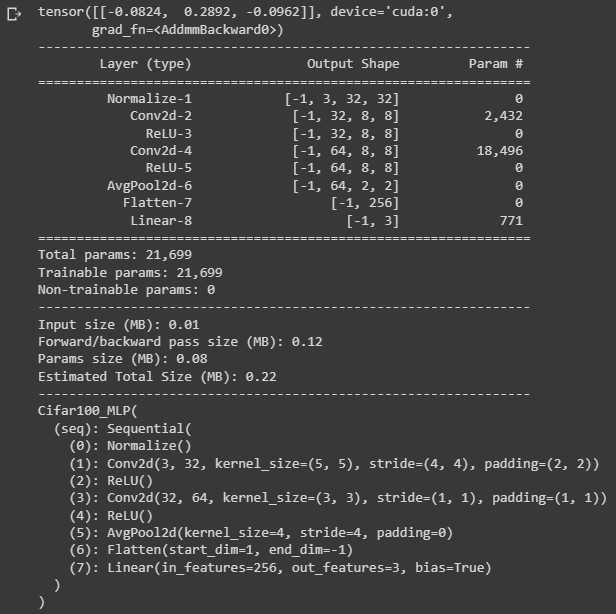 tensor([[-0.0824,  0.2892, -0.0962]], device='cuda:0',
       grad_fn=<AddmmBackward0>)
----------------------------------------------------------------
        Layer (type)               Output Shape         Param #
================================================================
         Normalize-1            [-1, 3, 32, 32]               0
            Conv2d-2             [-1, 32, 8, 8]           2,432
              ReLU-3             [-1, 32, 8, 8]               0
            Conv2d-4             [-1, 64, 8, 8]          18,496
              ReLU-5             [-1, 64, 8, 8]               0
         AvgPool2d-6             [-1, 64, 2, 2]               0
           Flatten-7                  [-1, 256]               0
            Linear-8                    [-1, 3]             771
================================================================
Total params: 21,699
Trainable params: 21,699
Non-trainable params: 0
----------------------------------------------------------------
Input size (MB): 0.01
Forward/backward pass size (MB): 0.12
Params size (MB): 0.08
Estimated Total Size (MB): 0.22
----------------------------------------------------------------
Cifar100_MLP(
  (seq): Sequential(
    (0): Normalize()
    (1): Conv2d(3, 32, kernel_size=(5, 5), stride=(4, 4), padding=(2, 2))
    (2): ReLU()
    (3): Conv2d(32, 64, kernel_size=(3, 3), stride=(1, 1), padding=(1, 1))
    (4): ReLU()
    (5): AvgPool2d(kernel_size=4, stride=4, padding=0)
    (6): Flatten(start_dim=1, end_dim=-1)
    (7): Linear(in_features=256, out_features=3, bias=True)
  )
)